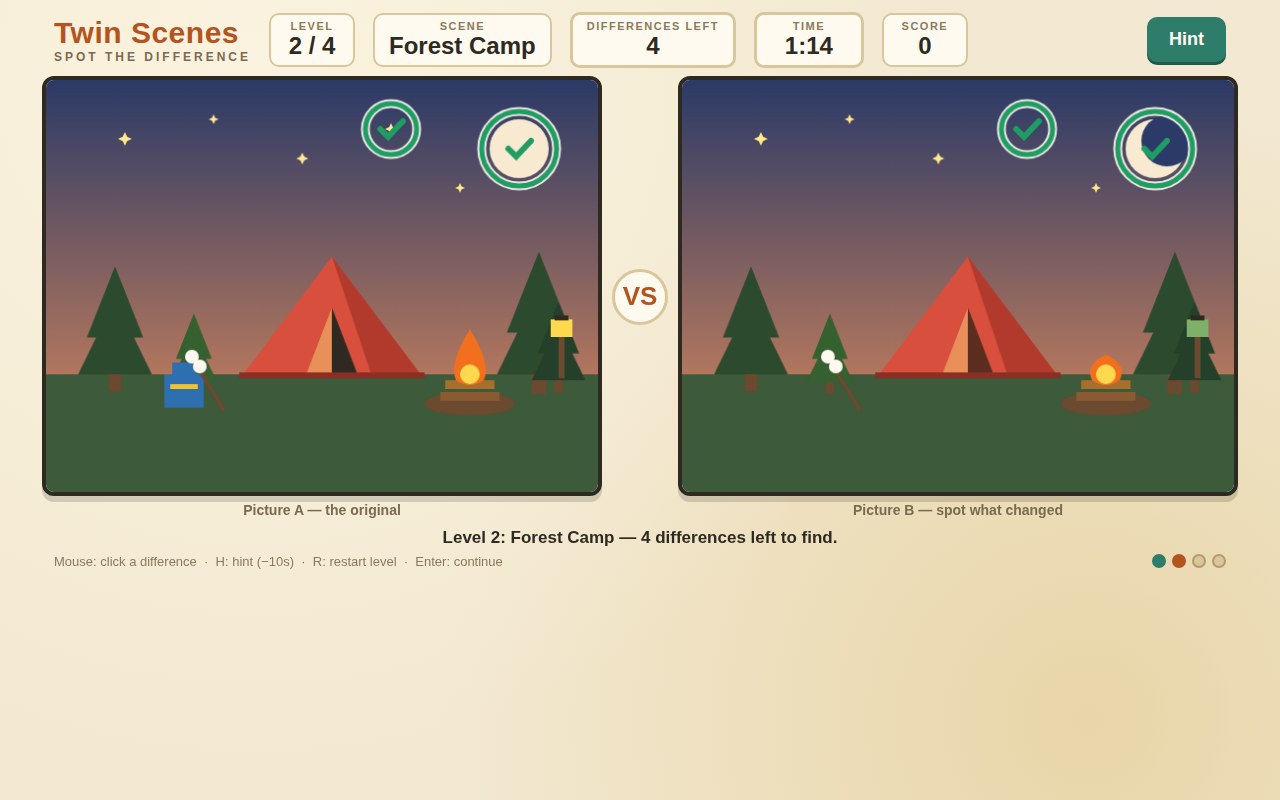 Twin Scenes
SPOT THE DIFFERENCE
LEVEL
2 / 4
SCENE
Forest Camp
DIFFERENCES LEFT
4
TIME
1:14
SCORE
0
Hint
VS
Picture A — the original
Picture B — spot what changed
Level 2: Forest Camp — 4 differences left to find.
Mouse: click a difference · H: hint (−10s) · R: restart level · Enter: continue